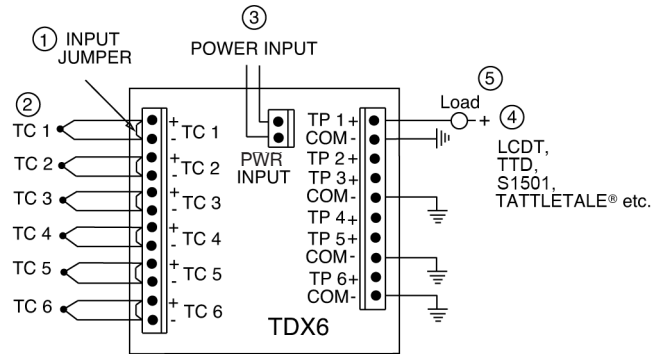 ① INPUT
JUMPER
③
POWER INPUT
② 
TC 1
TC 2
TC 3
TC 4
TC 5
TC 6
+
- TC 1
+
- TC 2
+
- TC 3
+
- TC 4
+
- TC 5
+
- TC 6
PWR
INPUT
TP 1+
COM-
TP 2+
TP 3+
COM-
TP 4+
TP 5+
COM-
TP 6+
COM-
TDX6
⑤
Load
+ ④
LCDT,
TTD,
S1501,
TATTLETALE® etc.